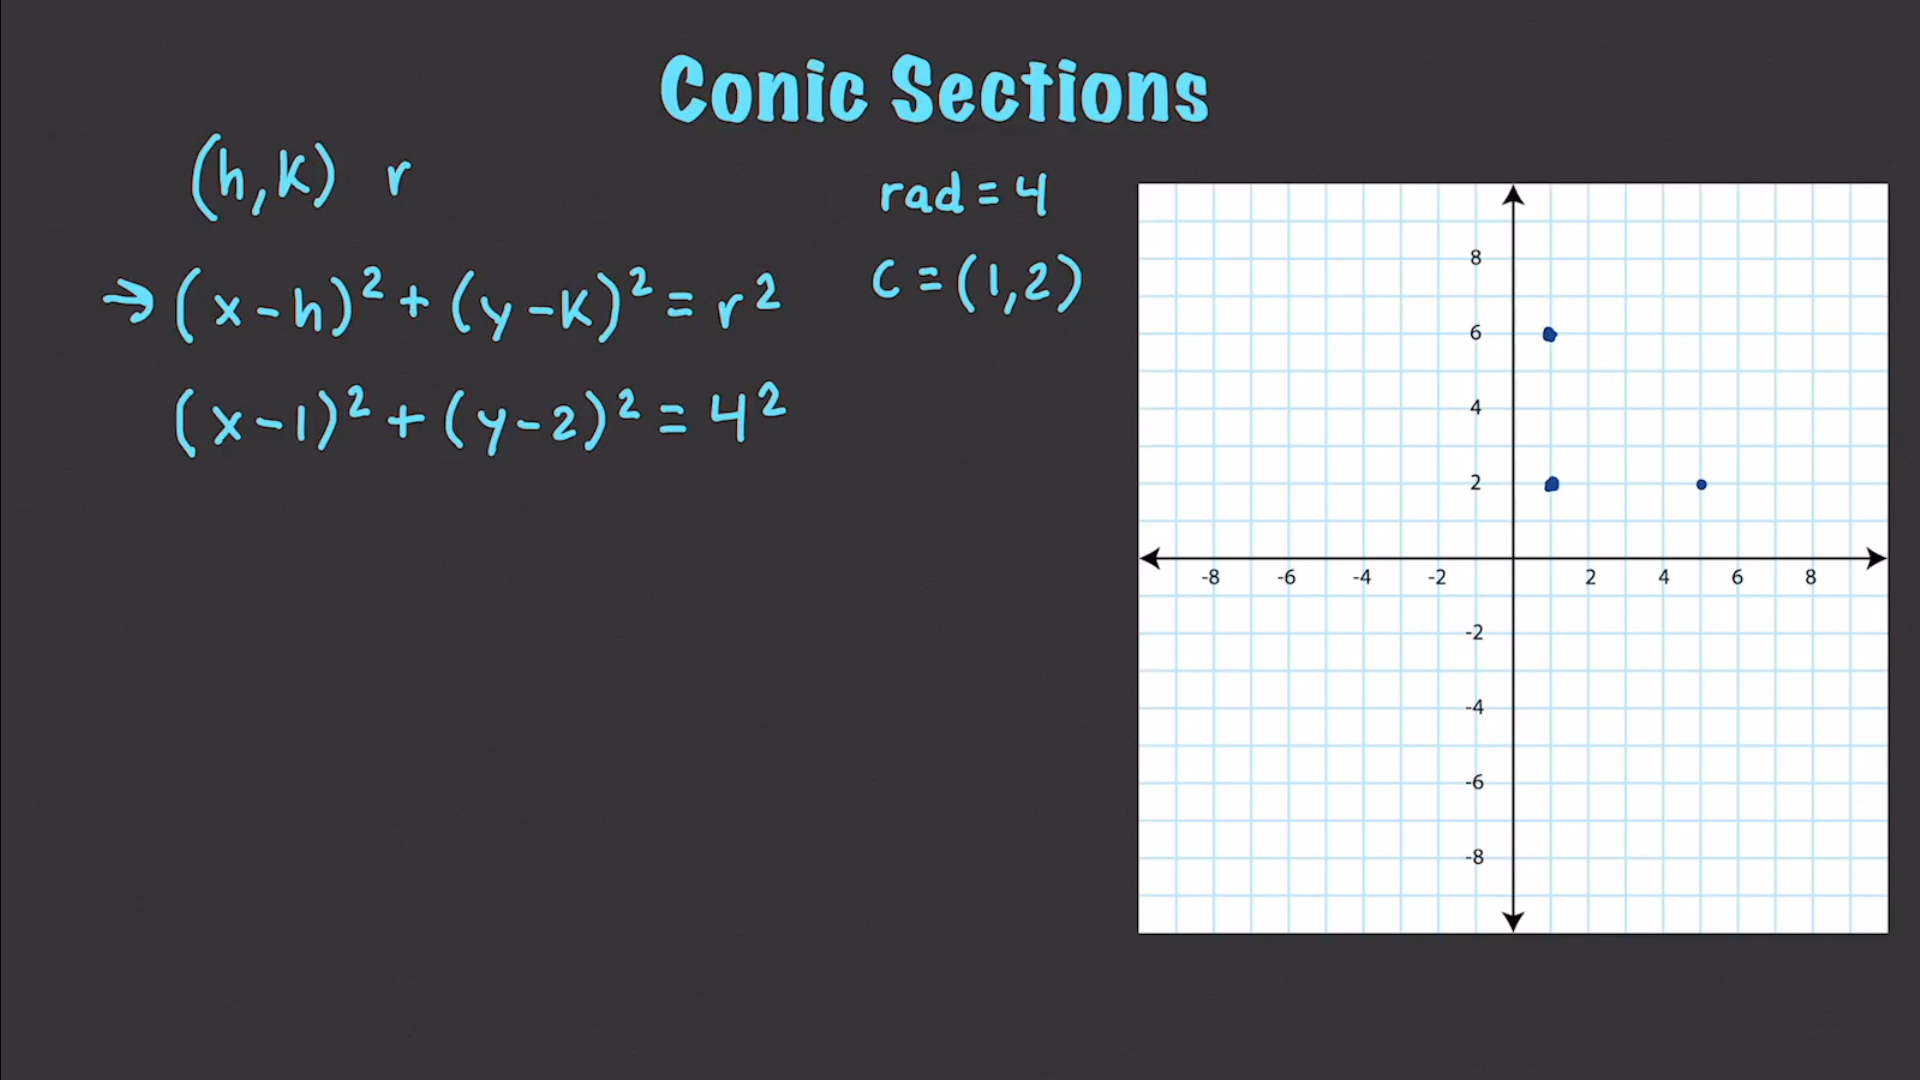 Conic Sections
(h,k) r
rad = 4
→ (x-h)² + (y-k)² = r²
C = (1,2)
(x-1)² + (y-2)² = 4²
8
6
4
2
-8 -6 -4 -2 2 4 6 8
-2
-4
-6
-8